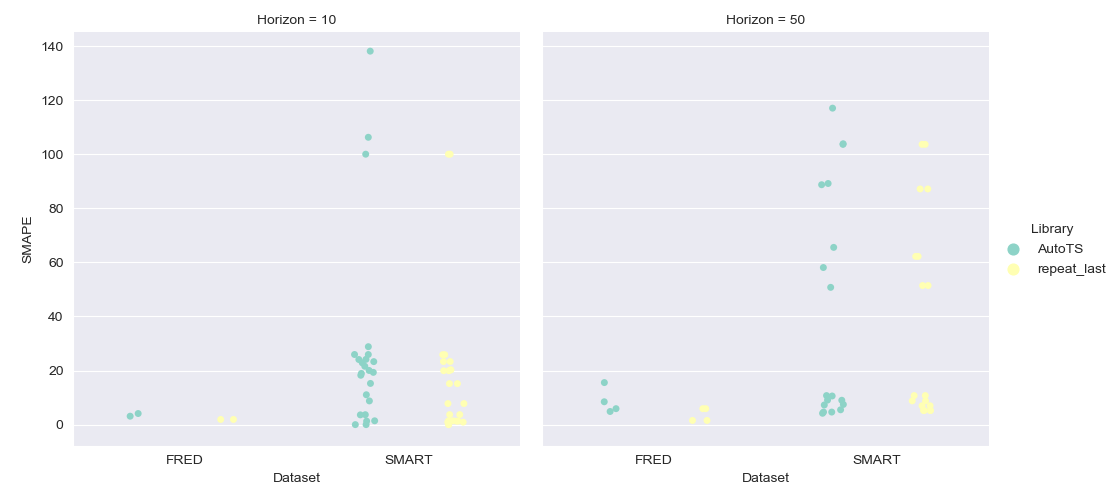 Horizon = 10
Horizon = 50
SMAPE
140
120
100
80
60
40
20
0
FRED
SMART
FRED
SMART
Dataset
Dataset
Library
AutoTS
repeat_last